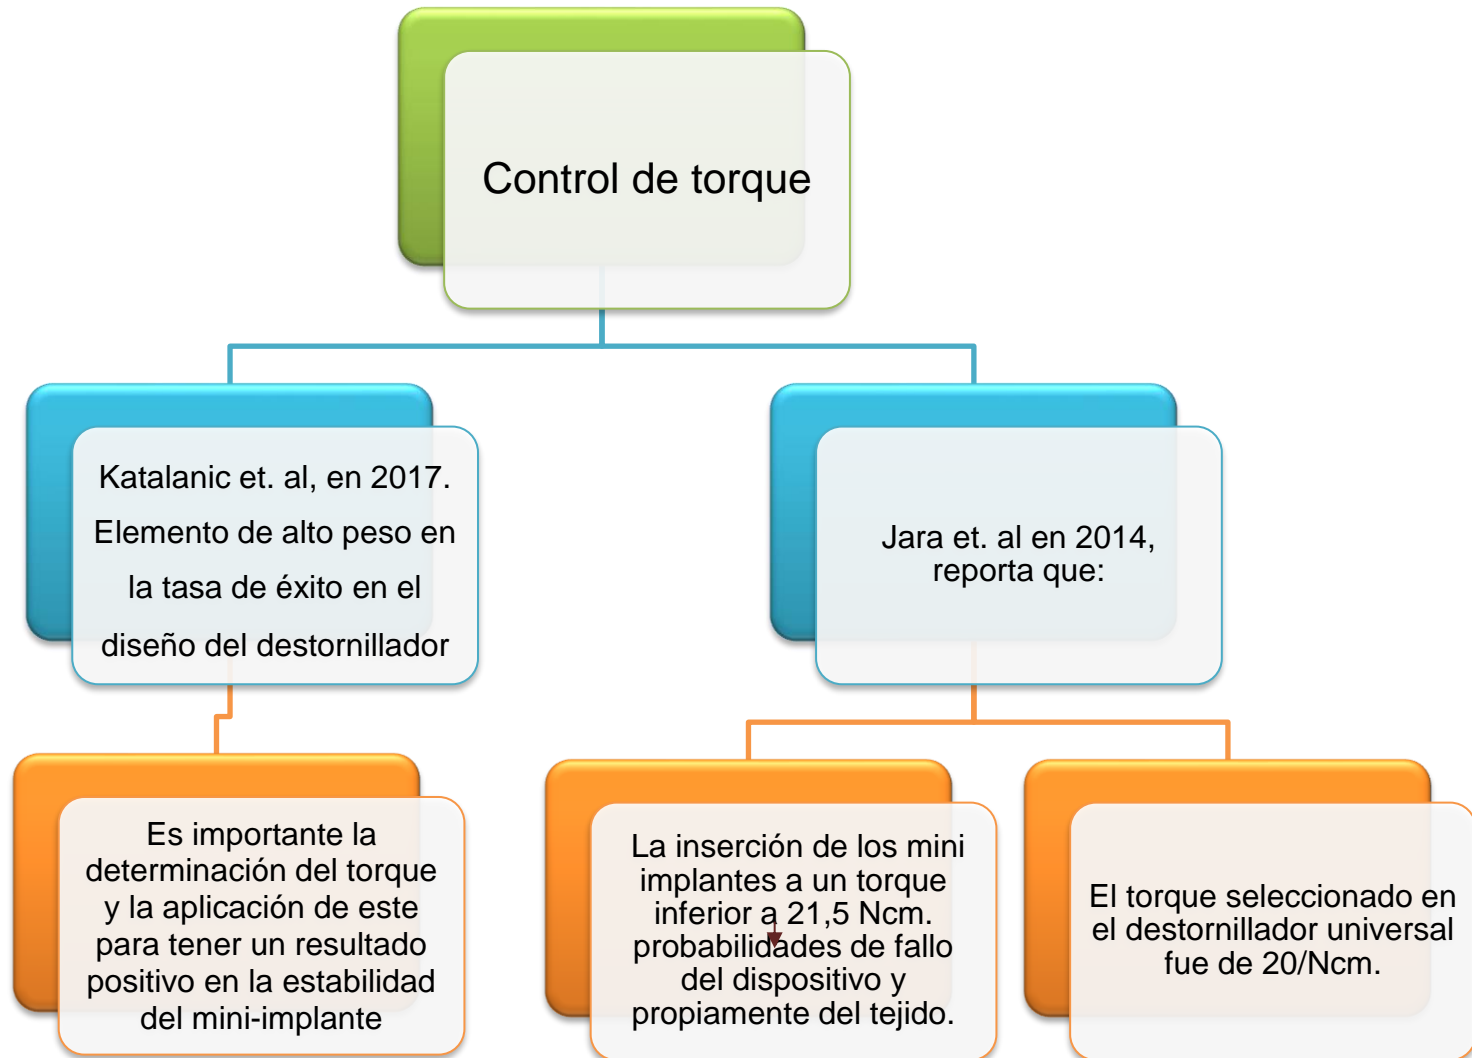 Control de torque
Katalanic et. al, en 2017.
Elemento de alto peso en
la tasa de éxito en el
diseño del destornillador
Jara et. al en 2014,
reporta que:
Es importante la
determinación del torque
y la aplicación de este
para tener un resultado
positivo en la estabilidad
del mini-implante
La inserción de los mini
implantes a un torque
inferior a 21,5 Ncm.
probabilidades de fallo
del dispositivo y
propiamente del tejido.
El torque seleccionado en
el destornillador universal
fue de 20/Ncm.